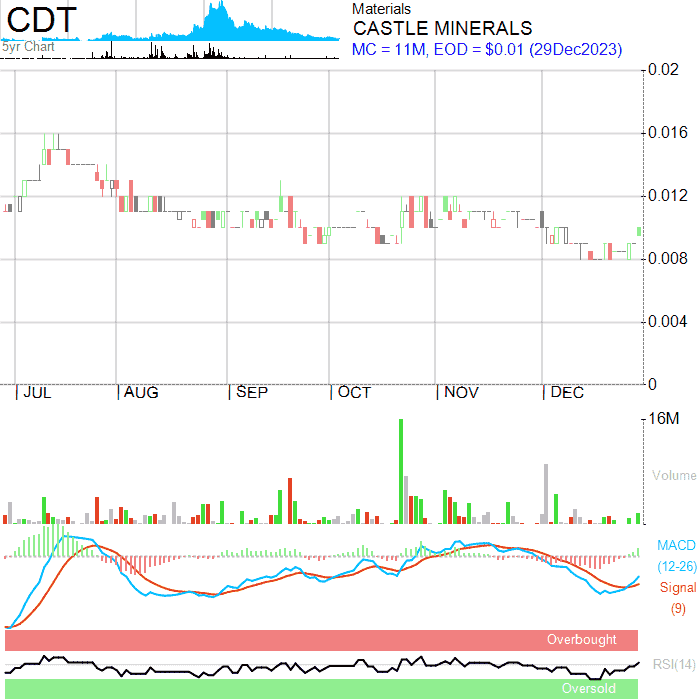 CDT
5yr Chart
Materials
CASTLE MINERALS
MC = 11M, EOD = $0.01 (29Dec2023)
0.02
0.016
0.012
0.008
0.004
0
JUL AUG SEP OCT NOV DEC
16M
Volume
MACD
(12-26)
Signal
(9)
Overbought
RSI(14)
Oversold